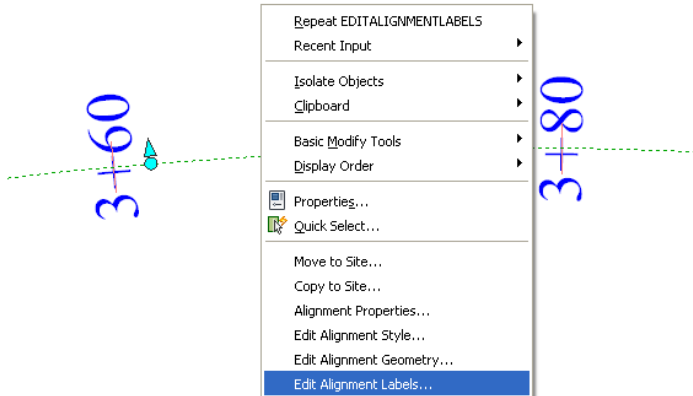 3+60
3+80
Repeat EDITALIGNMENTLABELS
Recent Input
Isolate Objects
Clipboard
Basic Modify Tools
Display Order
Properties...
Quick Select...
Move to Site...
Copy to Site...
Alignment Properties...
Edit Alignment Style...
Edit Alignment Geometry...
Edit Alignment Labels...